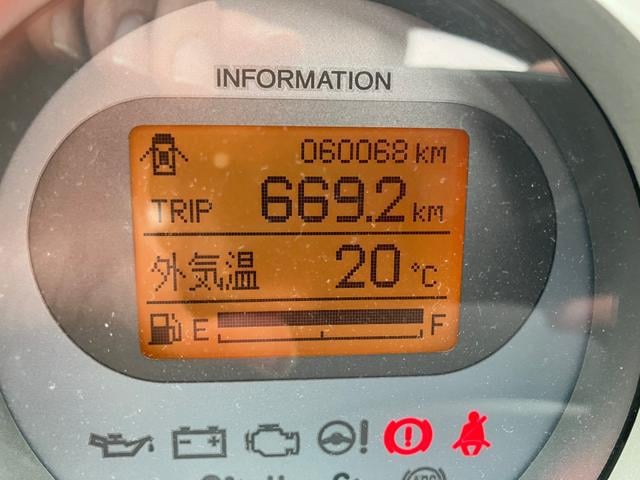 INFORMATION
060068 km
TRIP 669.2 km
外気温 20 °C
E F